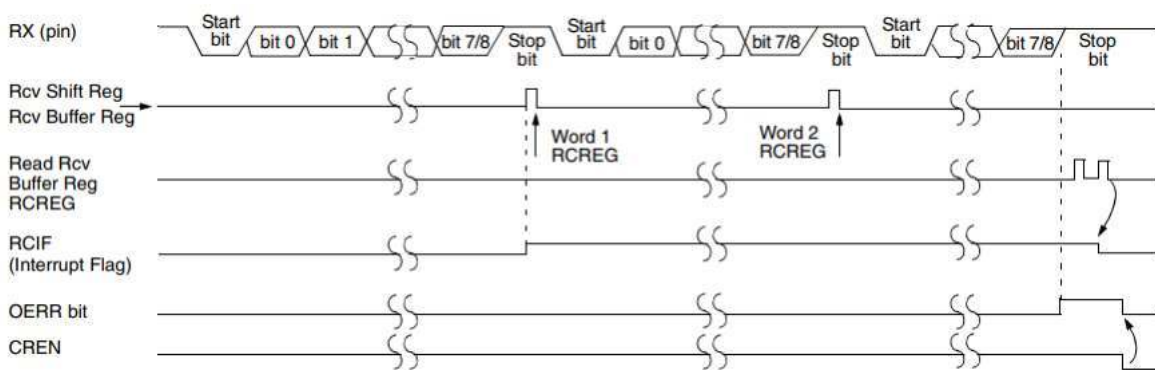 RX (pin)
Start bit
bit 0
bit 1
bit 7/8
Stop bit
Start bit
bit 0
bit 7/8
Stop bit
Start bit
bit 7/8
Stop bit
Rcv Shift Reg
Rcv Buffer Reg
Word 1
RCREG
Word 2
RCREG
Read Rcv
Buffer Reg
RCREG
RCIF
(Interrupt Flag)
OERR bit
CREN